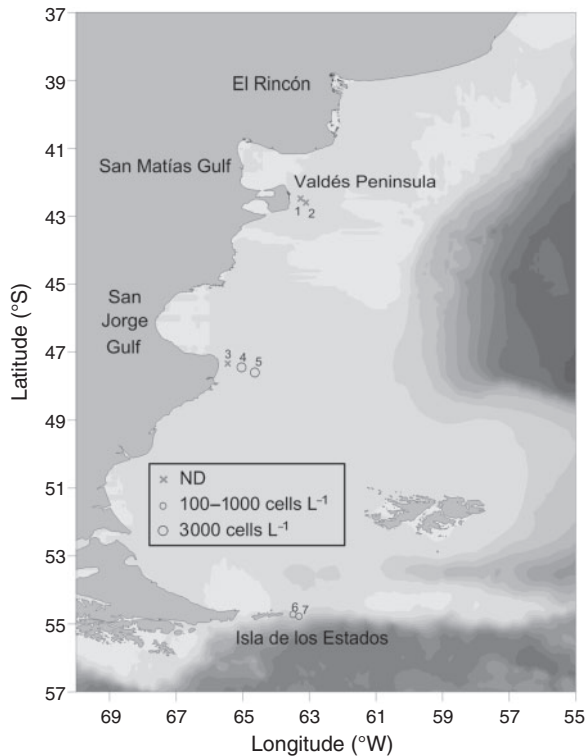 37
39
41
43
45
47
49
51
53
55
57
Latitude (°S)
El Rincón
San Matías Gulf
Valdés Peninsula
1 2
San
Jorge
Gulf
3 4 5
× ND
○ 100–1000 cells L⁻¹
○ 3000 cells L⁻¹
6 7
Isla de los Estados
69 67 65 63 61 59 57 55
Longitude (°W)